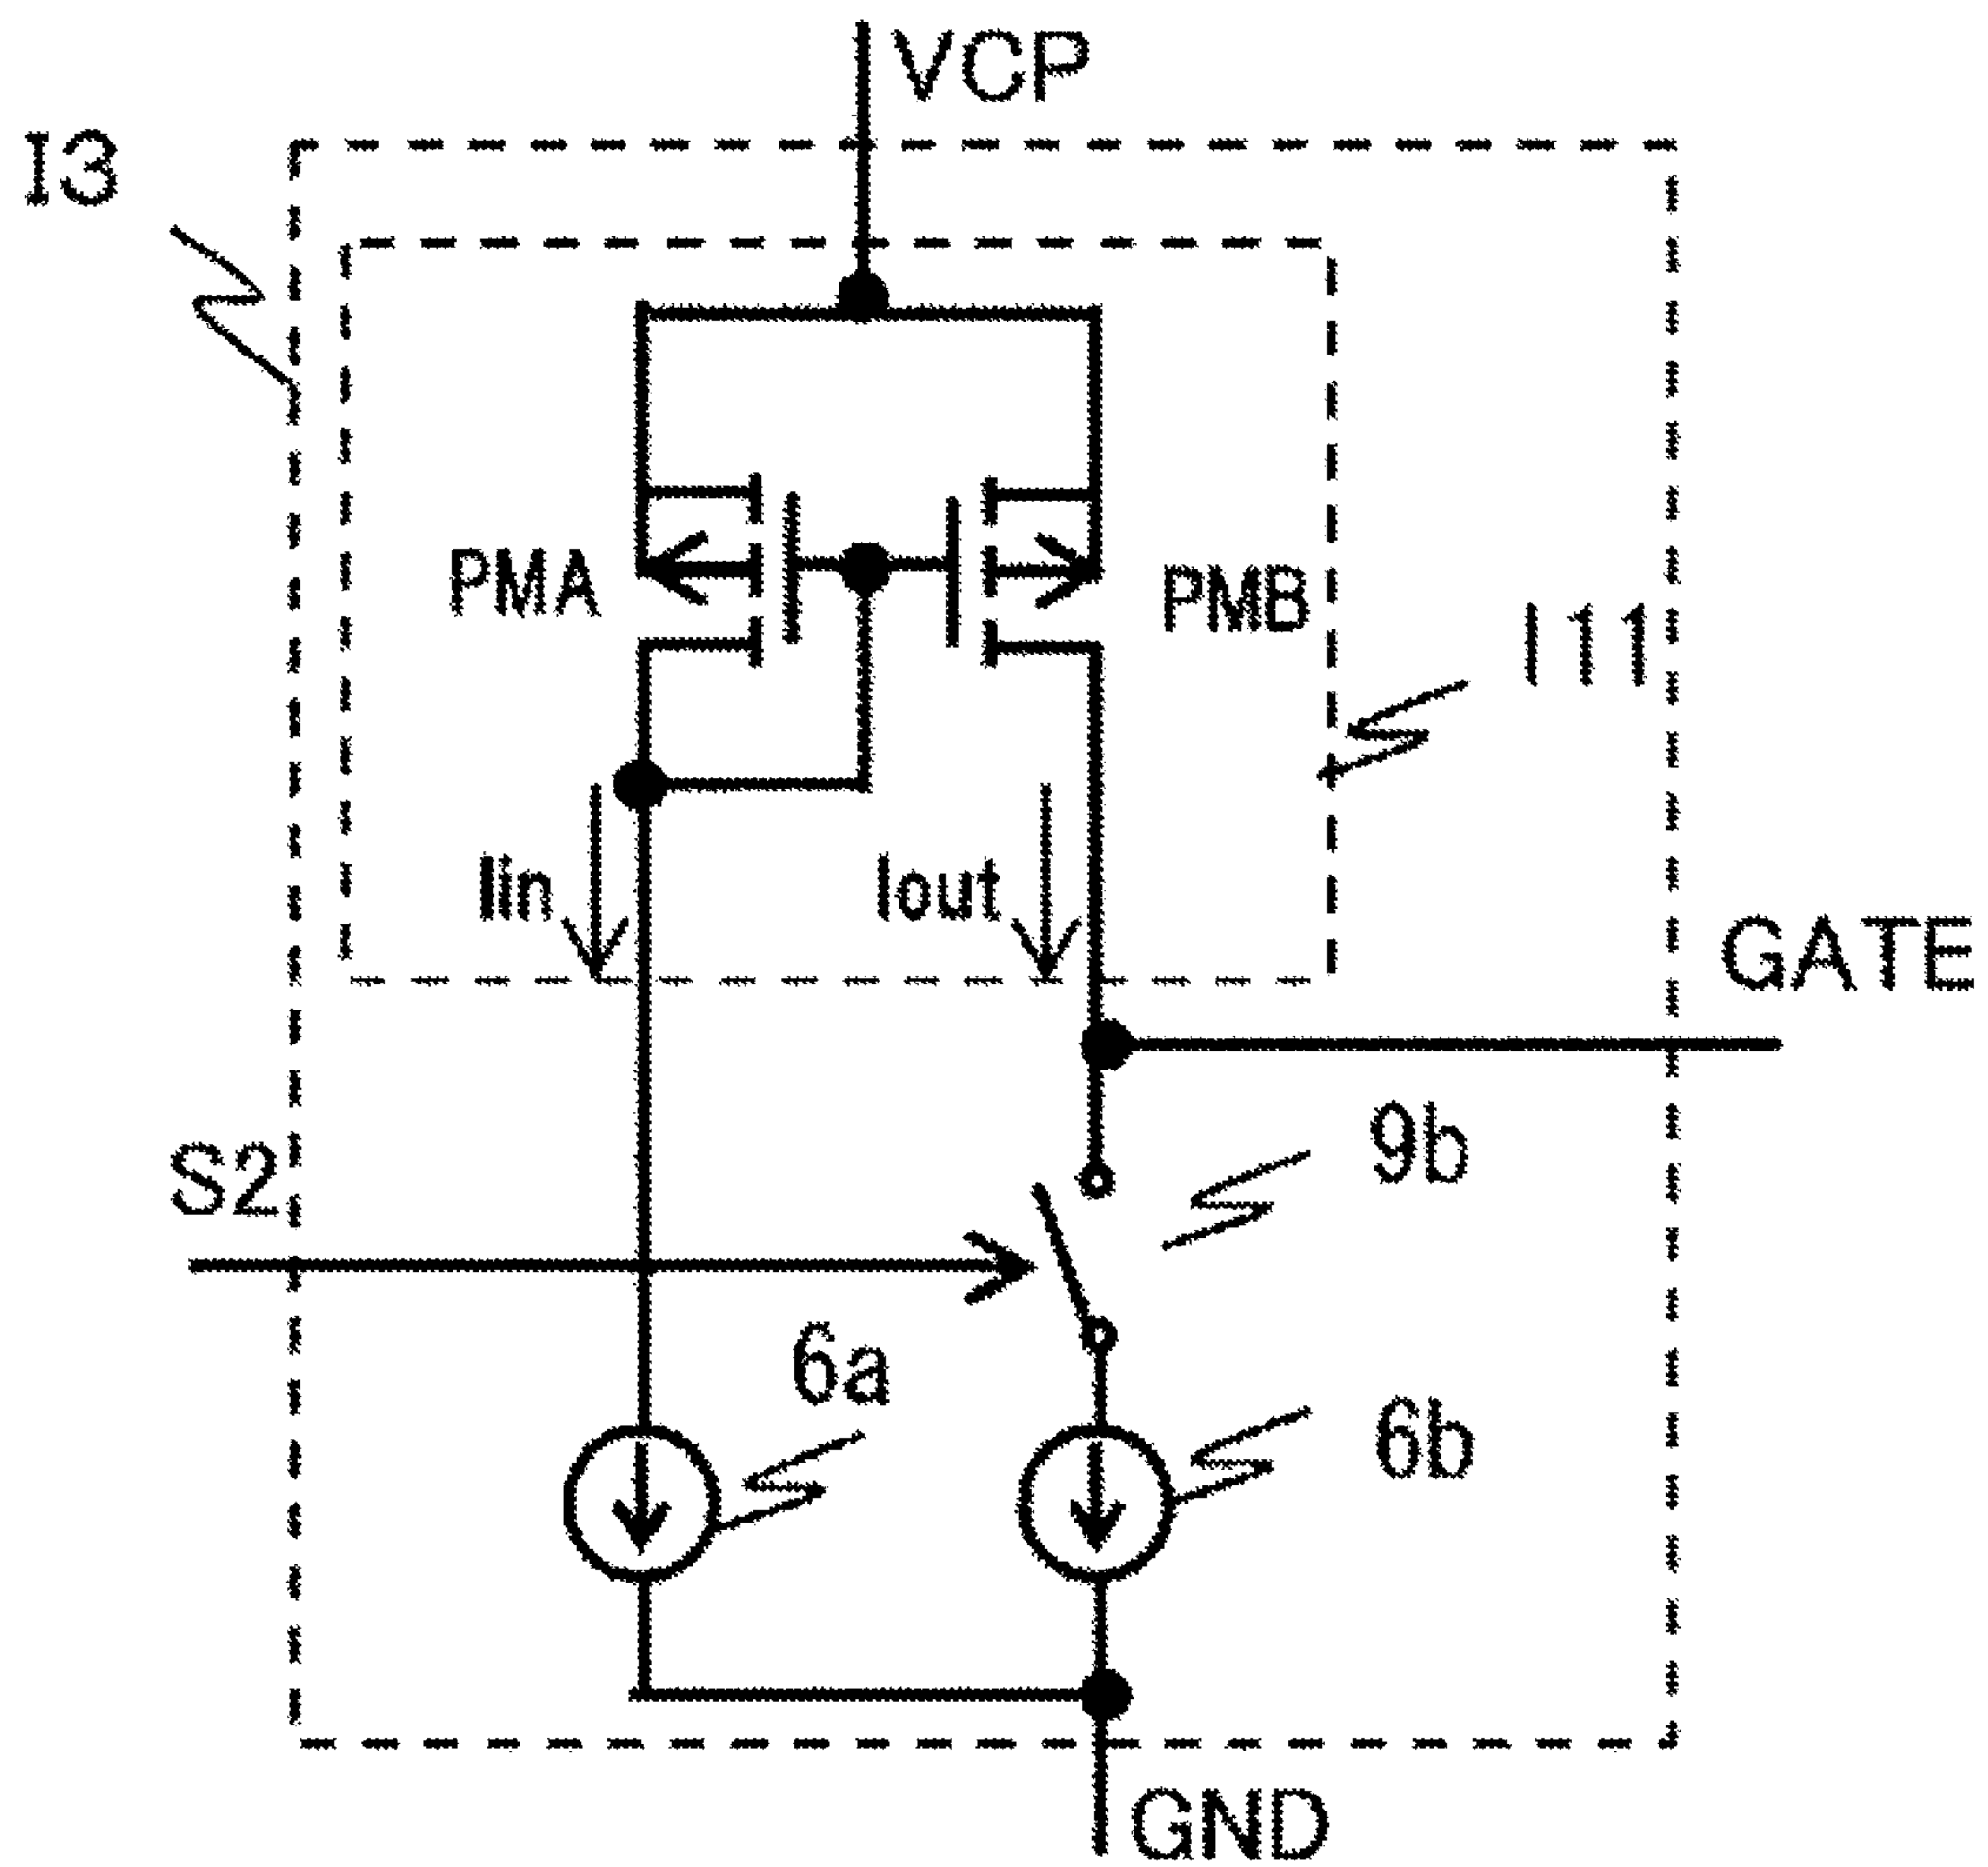 VCP
I3
PMA
PMB
I11
Iin
Iout
GATE
S2
9b
6a
6b
GND